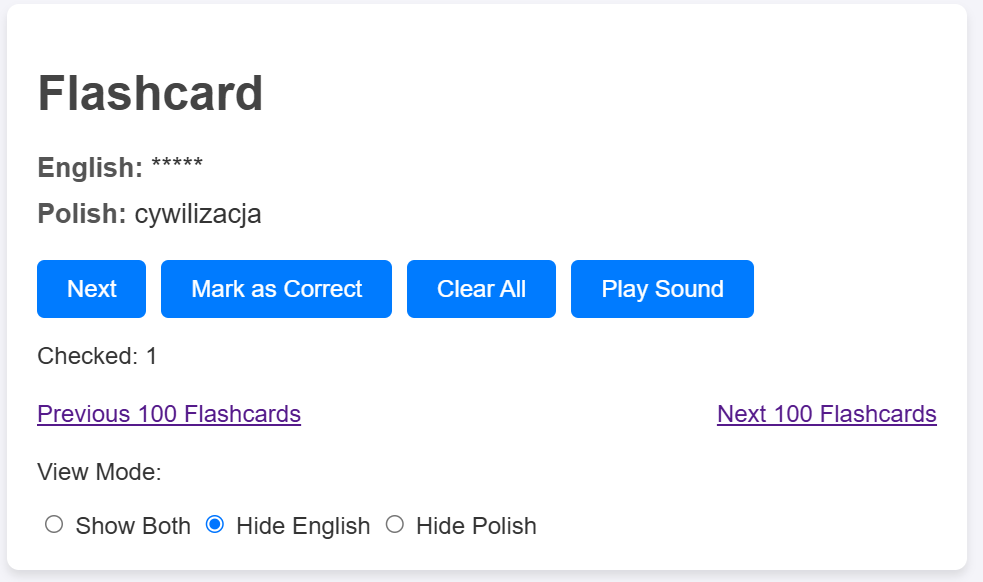 Flashcard
English: *****
Polish: cywilizacja
Next Mark as Correct Clear All Play Sound
Checked: 1
Previous 100 Flashcards Next 100 Flashcards
View Mode:
Show Both Hide English Hide Polish